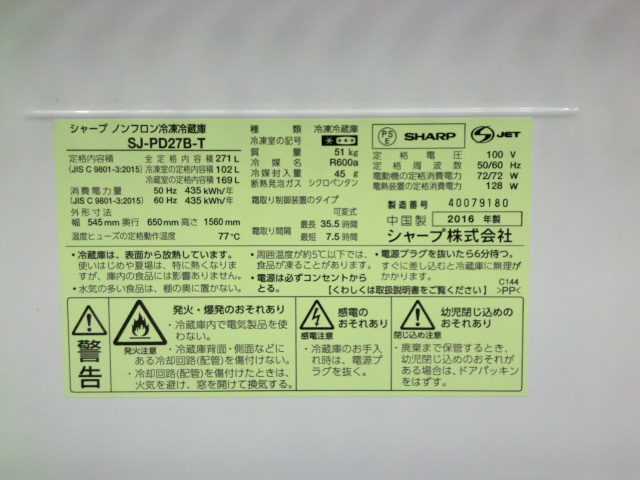 シャープ ノンフロン冷凍冷蔵庫
SJ-PD27B-T
定格内容積 全定格内容積 271 L
(JIS C 9801-3:2015) 冷凍室の定格内容積 102 L
冷蔵室の定格内容積 169 L
消費電力量 50 Hz 435 kWh/年
(JIS C 9801-3:2015) 60 Hz 435 kWh/年
外形寸法
幅 545 mm 奥行 650 mm 高さ 1560 mm
温度ヒューズの定格動作温度 77℃
種類 冷凍冷蔵庫
冷凍室の記号
質量 51 kg
冷媒名 R600a
冷媒封入量 45 g
断熱発泡ガス シクロペンタン
霜取り制御装置のタイプ
可変式
霜取り間隔 最長 35.5 時間
最短 7.5 時間
PS E SHARP S JET
定格電圧 100 V
定格周波数 50/60 Hz
電動機の定格消費電力 72/72 W
電熱装置の定格消費電力 128 W
製造番号 40079180
中国製 2016 年製
シャープ株式会社
・冷蔵庫は、表面から放熱しています。
使いはじめや夏場は、特に熱くなりま
すが、庫内の食品には影響ありません。
・水気の多い食品は、棚の奥に置かない。
・周囲温度が約5℃以下では、
食品が凍ることがあります。
・電源は必ずコンセントから
とる。
・電源プラグを抜いたら6分待つ。
すぐに差し込むと冷蔵庫に無理が
かかります。
【くわしくは取扱説明書をご覧ください】
C144
>PP<
警告
発火注意
発火・爆発のおそれあり
・冷蔵庫内で電気製品を使
わない。
・冷蔵庫背面・側面などに
ある冷却回路(配管)を傷付けない。
・冷却回路(配管)を傷付けたときは、
火気を避け、窓を開けて換気する。
感電注意
感電の
おそれあり
・冷蔵庫のお手入
れ時は、電源プラ
グを抜く。
閉じ込め注意
幼児閉じ込めの
おそれあり
・廃棄まで保管するとき、
幼児閉じ込めのおそれが
ある場合は、ドアパッキン
をはずす。